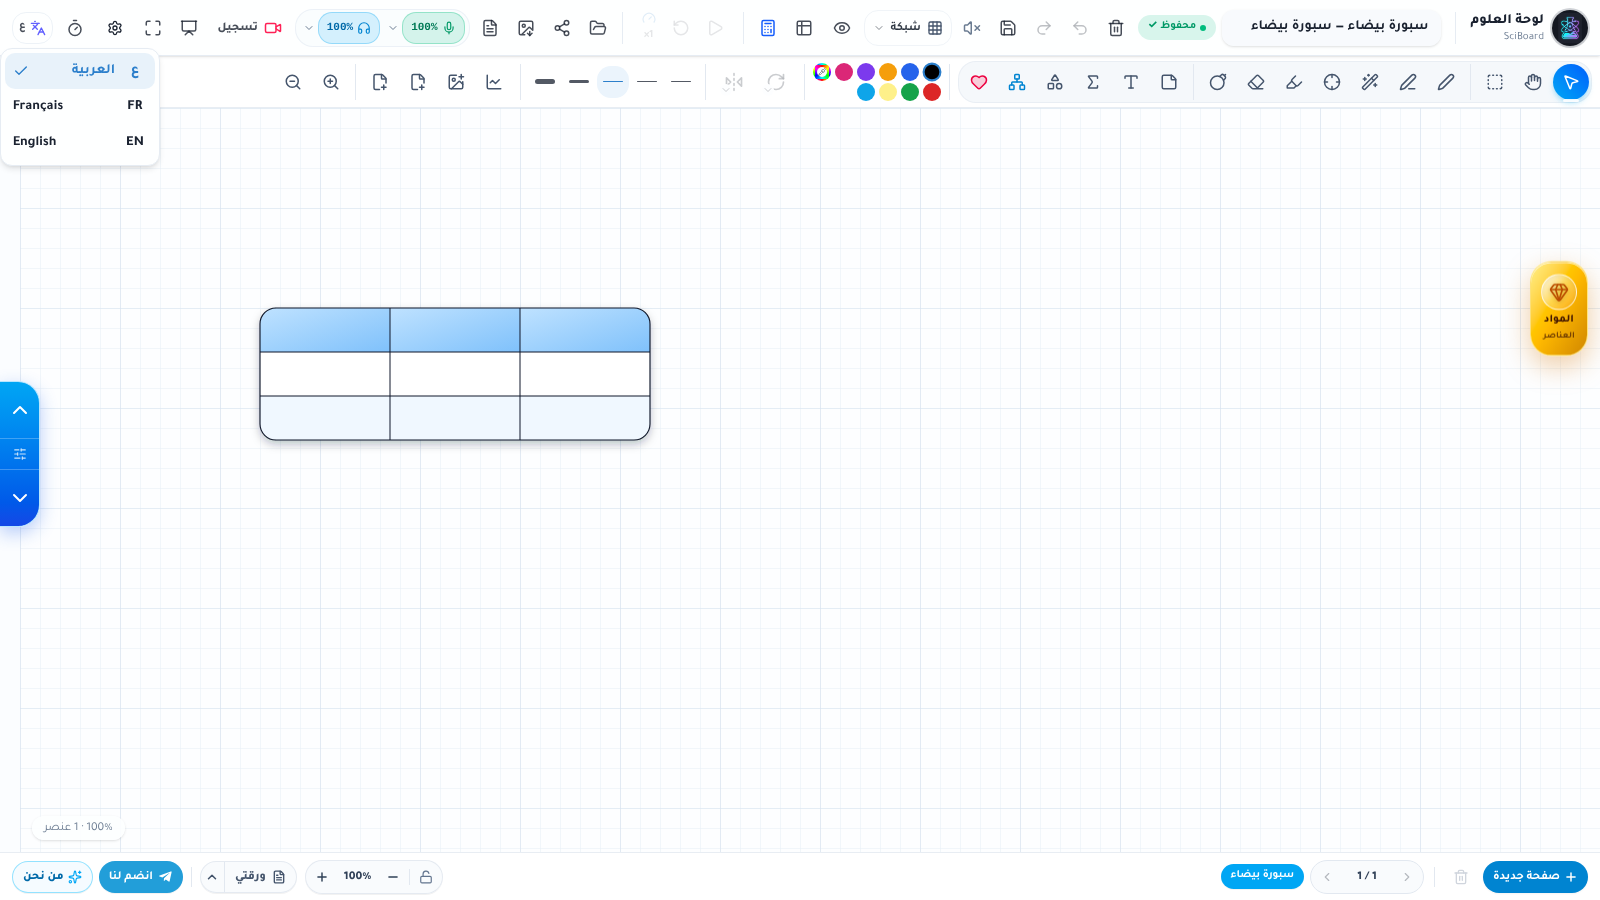 لوحة العلوم
SciBoard
سبورة بيضاء – سبورة بيضاء
محفوظ ✓
شبكة
x1
100%
100%
تسجيل
ع
ع العربية
FR Français
EN English
المواد
العناصر
100% · 1 عنصر
صفحة جديدة
1 / 1
سبورة بيضاء
100%
ورقتي
انضم لنا
من نحن